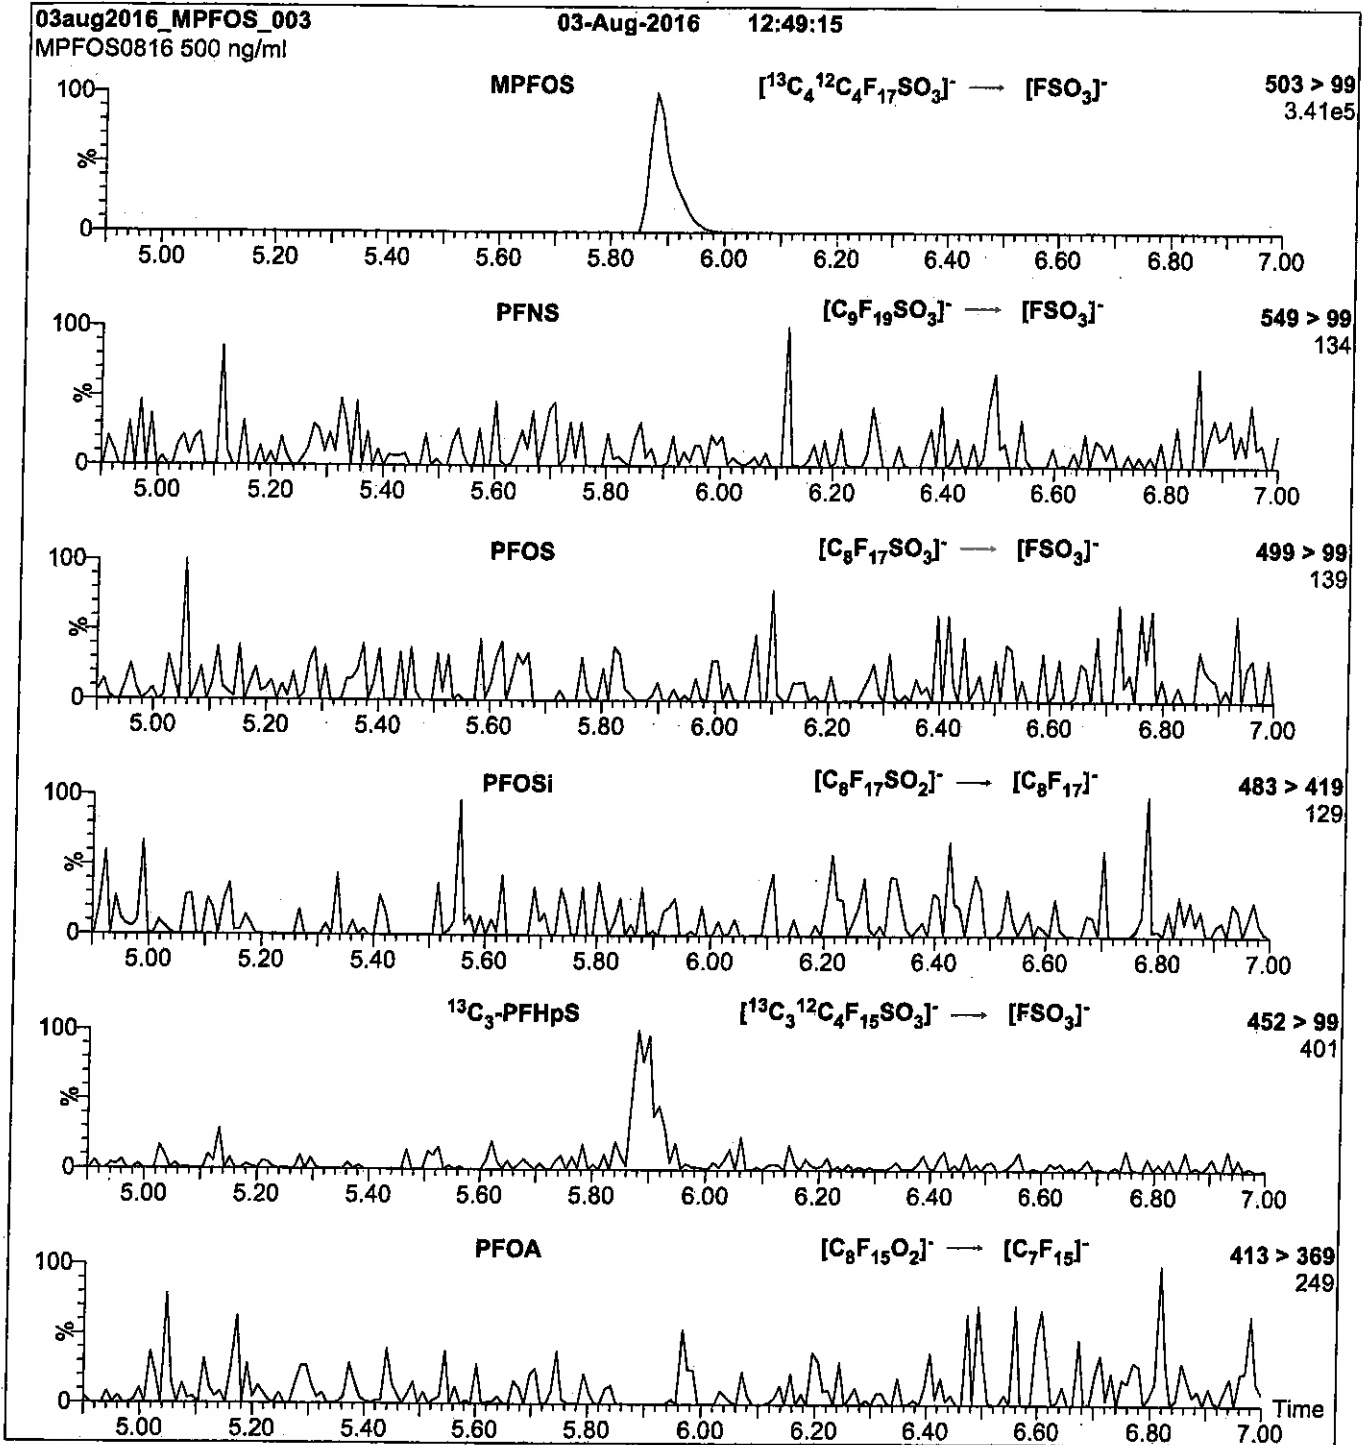 03aug2016_MPFOS_003 03-Aug-2016 12:49:15
MPFOS0816 500 ng/ml
MPFOS [¹³C₄¹²C₄F₁₇SO₃]⁻ → [FSO₃]⁻ 503 > 99
3.41e5
100
%
0
5.00 5.20 5.40 5.60 5.80 6.00 6.20 6.40 6.60 6.80 7.00
PFNS [C₉F₁₉SO₃]⁻ → [FSO₃]⁻ 549 > 99
134
100
%
0
5.00 5.20 5.40 5.60 5.80 6.00 6.20 6.40 6.60 6.80 7.00
PFOS [C₈F₁₇SO₃]⁻ → [FSO₃]⁻ 499 > 99
139
100
%
0
5.00 5.20 5.40 5.60 5.80 6.00 6.20 6.40 6.60 6.80 7.00
PFOSi [C₈F₁₇SO₂]⁻ → [C₈F₁₇]⁻ 483 > 419
129
100
%
0
5.00 5.20 5.40 5.60 5.80 6.00 6.20 6.40 6.60 6.80 7.00
¹³C₃-PFHpS [¹³C₃¹²C₄F₁₅SO₃]⁻ → [FSO₃]⁻ 452 > 99
401
100
%
0
5.00 5.20 5.40 5.60 5.80 6.00 6.20 6.40 6.60 6.80 7.00
PFOA [C₈F₁₅O₂]⁻ → [C₇F₁₅]⁻ 413 > 369
249
100
%
0
Time
5.00 5.20 5.40 5.60 5.80 6.00 6.20 6.40 6.60 6.80 7.00